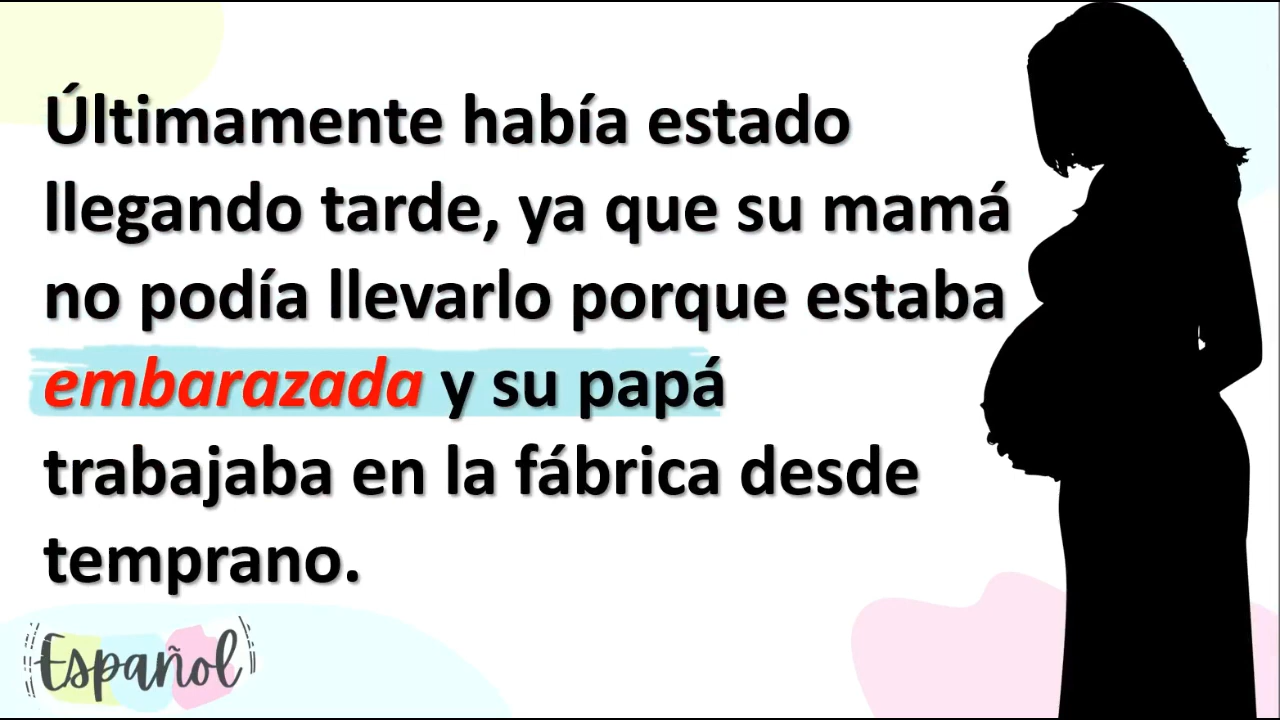 Últimamente había estado
llegando tarde, ya que su mamá
no podía llevarlo porque estaba
embarazada y su papá
trabajaba en la fábrica desde
temprano.
Español